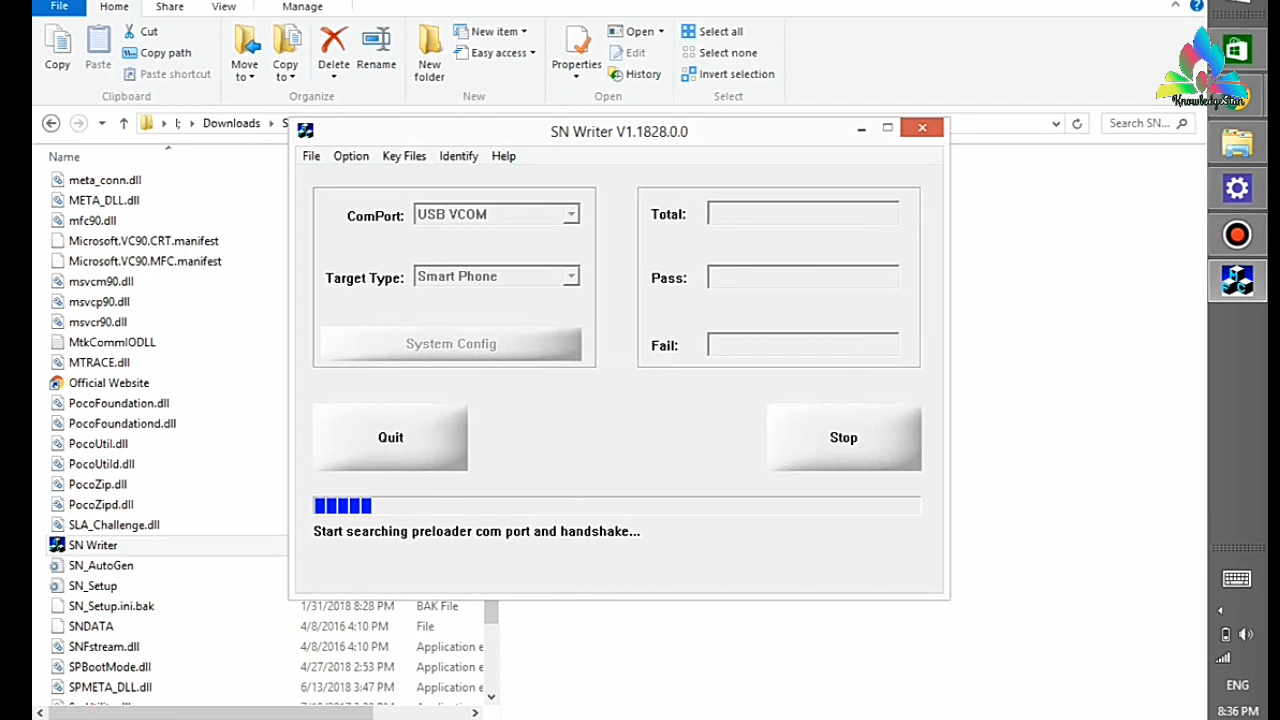 File Home Share View Manage
Copy
Paste
Cut
Copy path
Paste shortcut
Clipboard
Move to
Copy to
Delete
Rename
Organize
New folder
New item
Easy access
New
Properties
Open
Edit
History
Open
Select all
Select none
Invert selection
Select
KnowledgeStan
I: Downloads S
Search SN...
Name
meta_conn.dll
META_DLL.dll
mfc90.dll
Microsoft.VC90.CRT.manifest
Microsoft.VC90.MFC.manifest
msvcm90.dll
msvcp90.dll
msvcr90.dll
MtkCommIODLL
MTRACE.dll
Official Website
PocoFoundation.dll
PocoFoundationd.dll
PocoUtil.dll
PocoUtild.dll
PocoZip.dll
PocoZipd.dll
SLA_Challenge.dll
SN Writer
SN_AutoGen
SN_Setup
SN_Setup.ini.bak 1/31/2018 8:28 PM BAK File
SNDATA 4/8/2016 4:10 PM File
SNFstream.dll 4/8/2016 4:10 PM Application e
SPBootMode.dll 4/27/2018 2:53 PM Application e
SPMETA_DLL.dll 6/13/2018 3:47 PM Application e
SN Writer V1.1828.0.0
File Option Key Files Identify Help
ComPort: USB VCOM
Target Type: Smart Phone
System Config
Total:
Pass:
Fail:
Quit
Stop
Start searching preloader com port and handshake...
ENG
8:36 PM